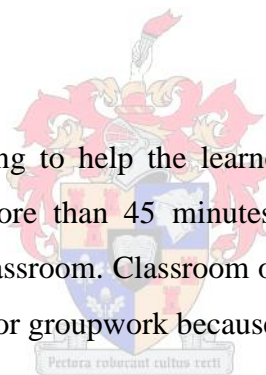 ng to help the learne
ore than 45 minutes
assroom. Classroom o
or groupwork because
Pectora roborant cultus recti